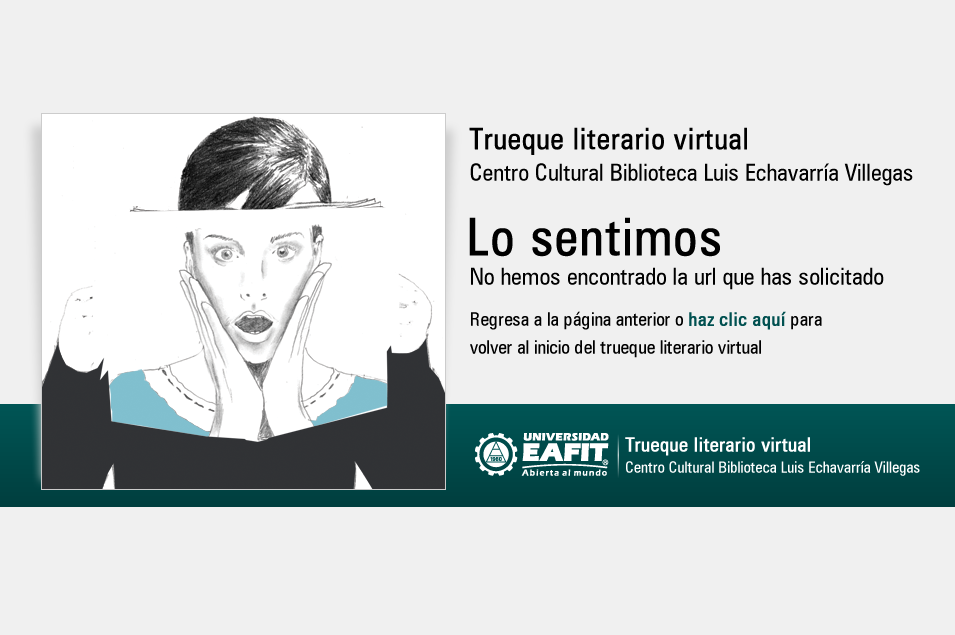 Trueque literario virtual
Centro Cultural Biblioteca Luis Echavarría Villegas
Lo sentimos
No hemos encontrado la url que has solicitado
Regresa a la página anterior o haz clic aquí para
volver al inicio del trueque literario virtual
UNIVERSIDAD
EAFIT®
Abierta al mundo
1960
Trueque literario virtual
Centro Cultural Biblioteca Luis Echavarría Villegas